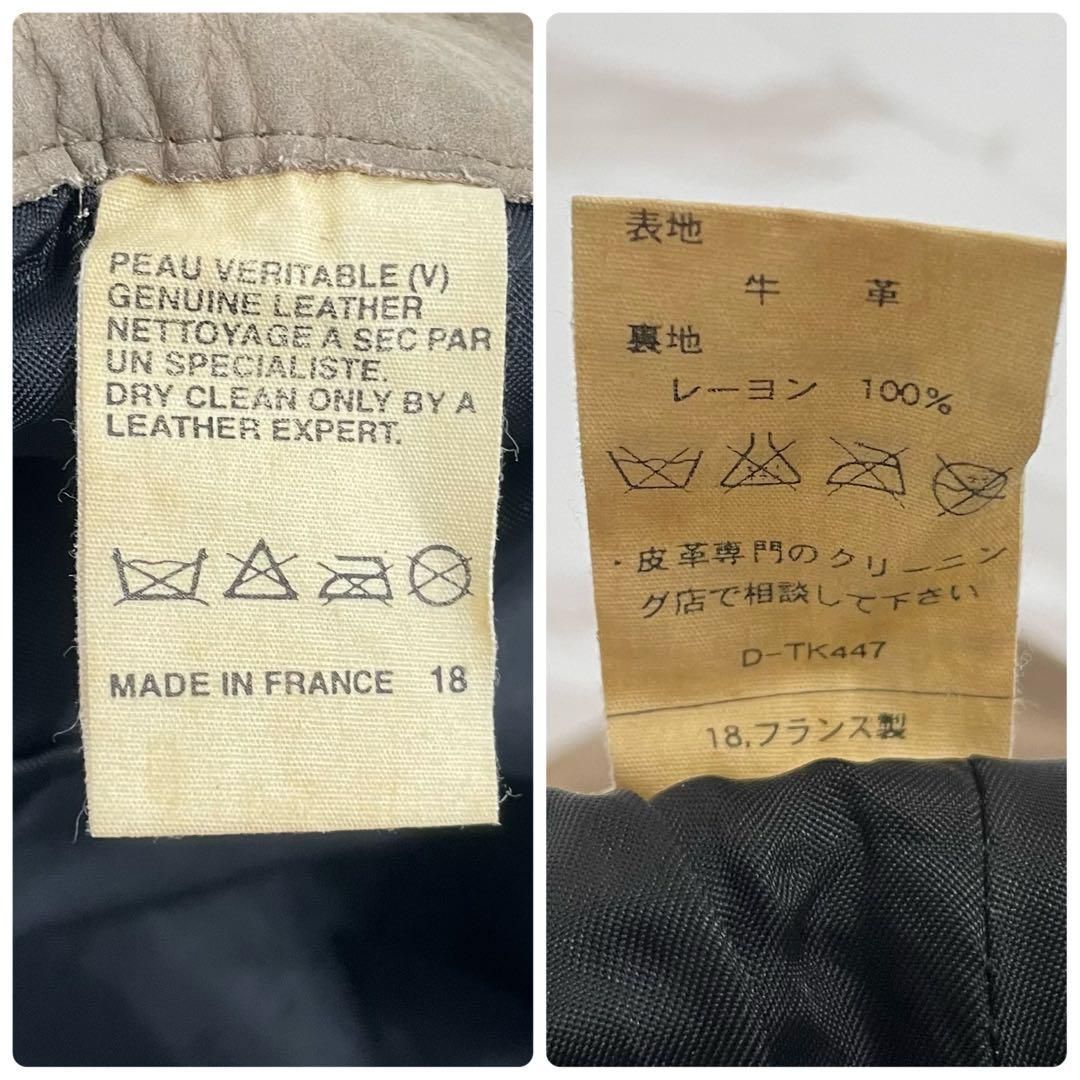 PEAU VERITABLE (V)
GENUINE LEATHER
NETTOYAGE A SEC PAR
UN SPECIALISTE.
DRY CLEAN ONLY BY A
LEATHER EXPERT.
MADE IN FRANCE 18
表地
牛 革
裏地
レーヨン 100%
・皮革専門のクリーニン
グ店で相談して下さい
D-TK447
18,フランス製